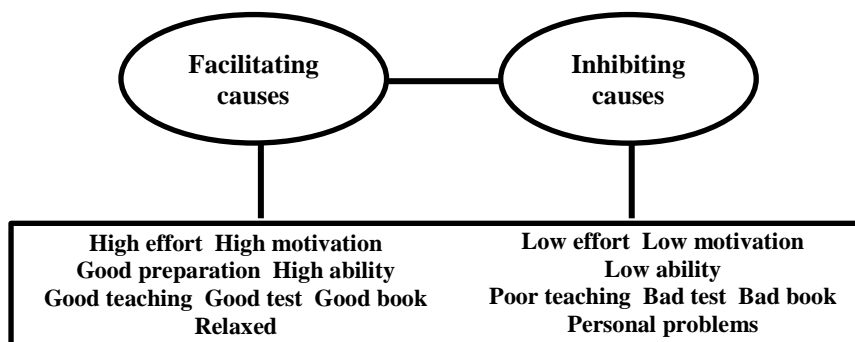 Facilitating
causes
Inhibiting
causes
High effort High motivation
Good preparation High ability
Good teaching Good test Good book
Relaxed
Low effort Low motivation
Low ability
Poor teaching Bad test Bad book
Personal problems